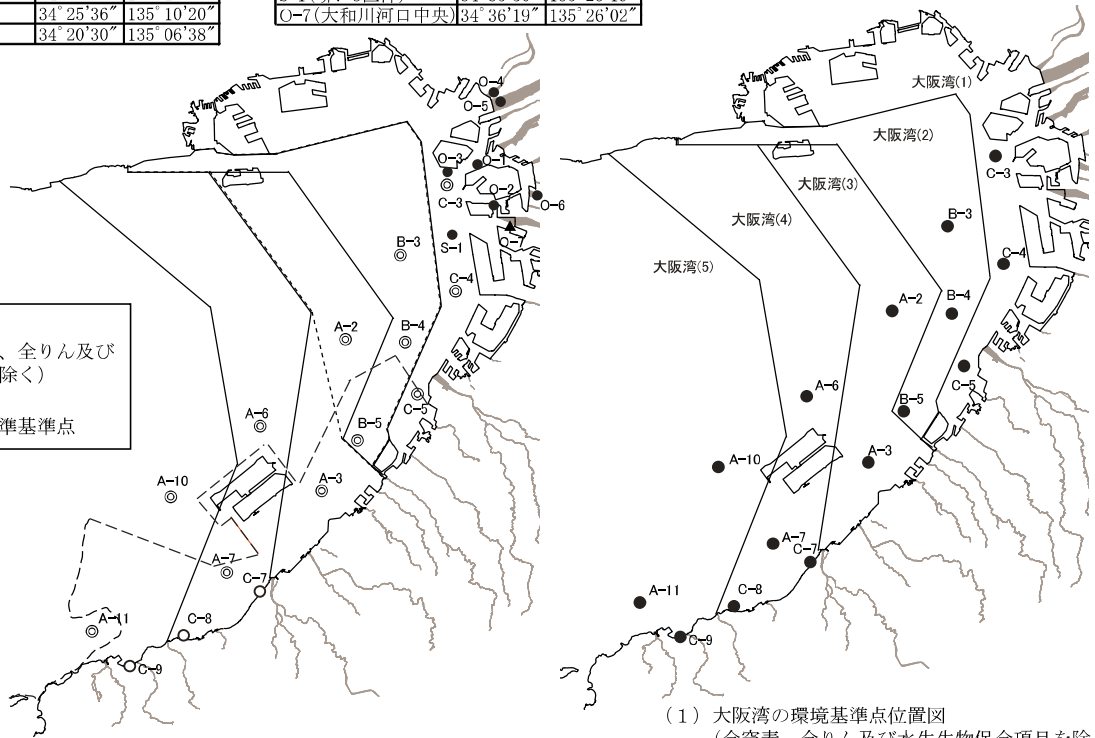 34°25'36" 135°10'20"
34°20'30" 135°06'38"
O-7(大和川河口中央) 34°36'19" 135°26'02"
、全りん及び
除く)
準基準点
O-4
O-5
O-3
O-1
C-3
O-2
O-6
O-7
S-1
B-3
C-4
A-2
B-4
C-5
A-6
B-5
A-10
A-3
A-7
C-7
A-11
C-8
C-9
大阪湾(1)
大阪湾(2)
大阪湾(3)
大阪湾(4)
大阪湾(5)
C-3
B-3
C-4
A-2
B-4
C-5
A-6
B-5
A-10
A-3
A-7
C-7
A-11
C-8
C-9
(1)大阪湾の環境基準点位置図